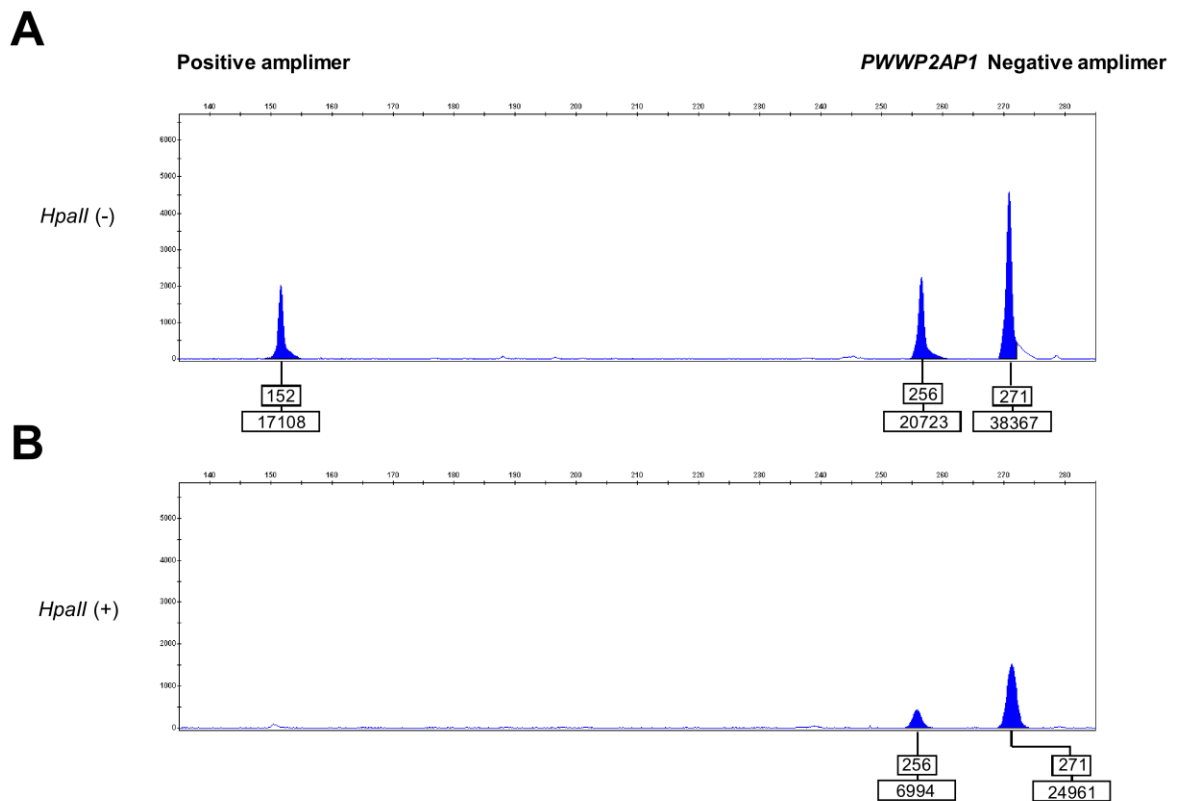 A
Positive amplimer
PWWP2AP1 Negative amplimer
140 150 160 170 180 190 200 210 220 230 240 250 260 270 280
6000
5000
4000
3000
2000
1000
0
HpaII (-)
152 256 271
17108 20723 38367
B
140 150 160 170 180 190 200 210 220 230 240 250 260 270 280
5000
4000
3000
2000
1000
0
HpaII (+)
256 271
6994 24961